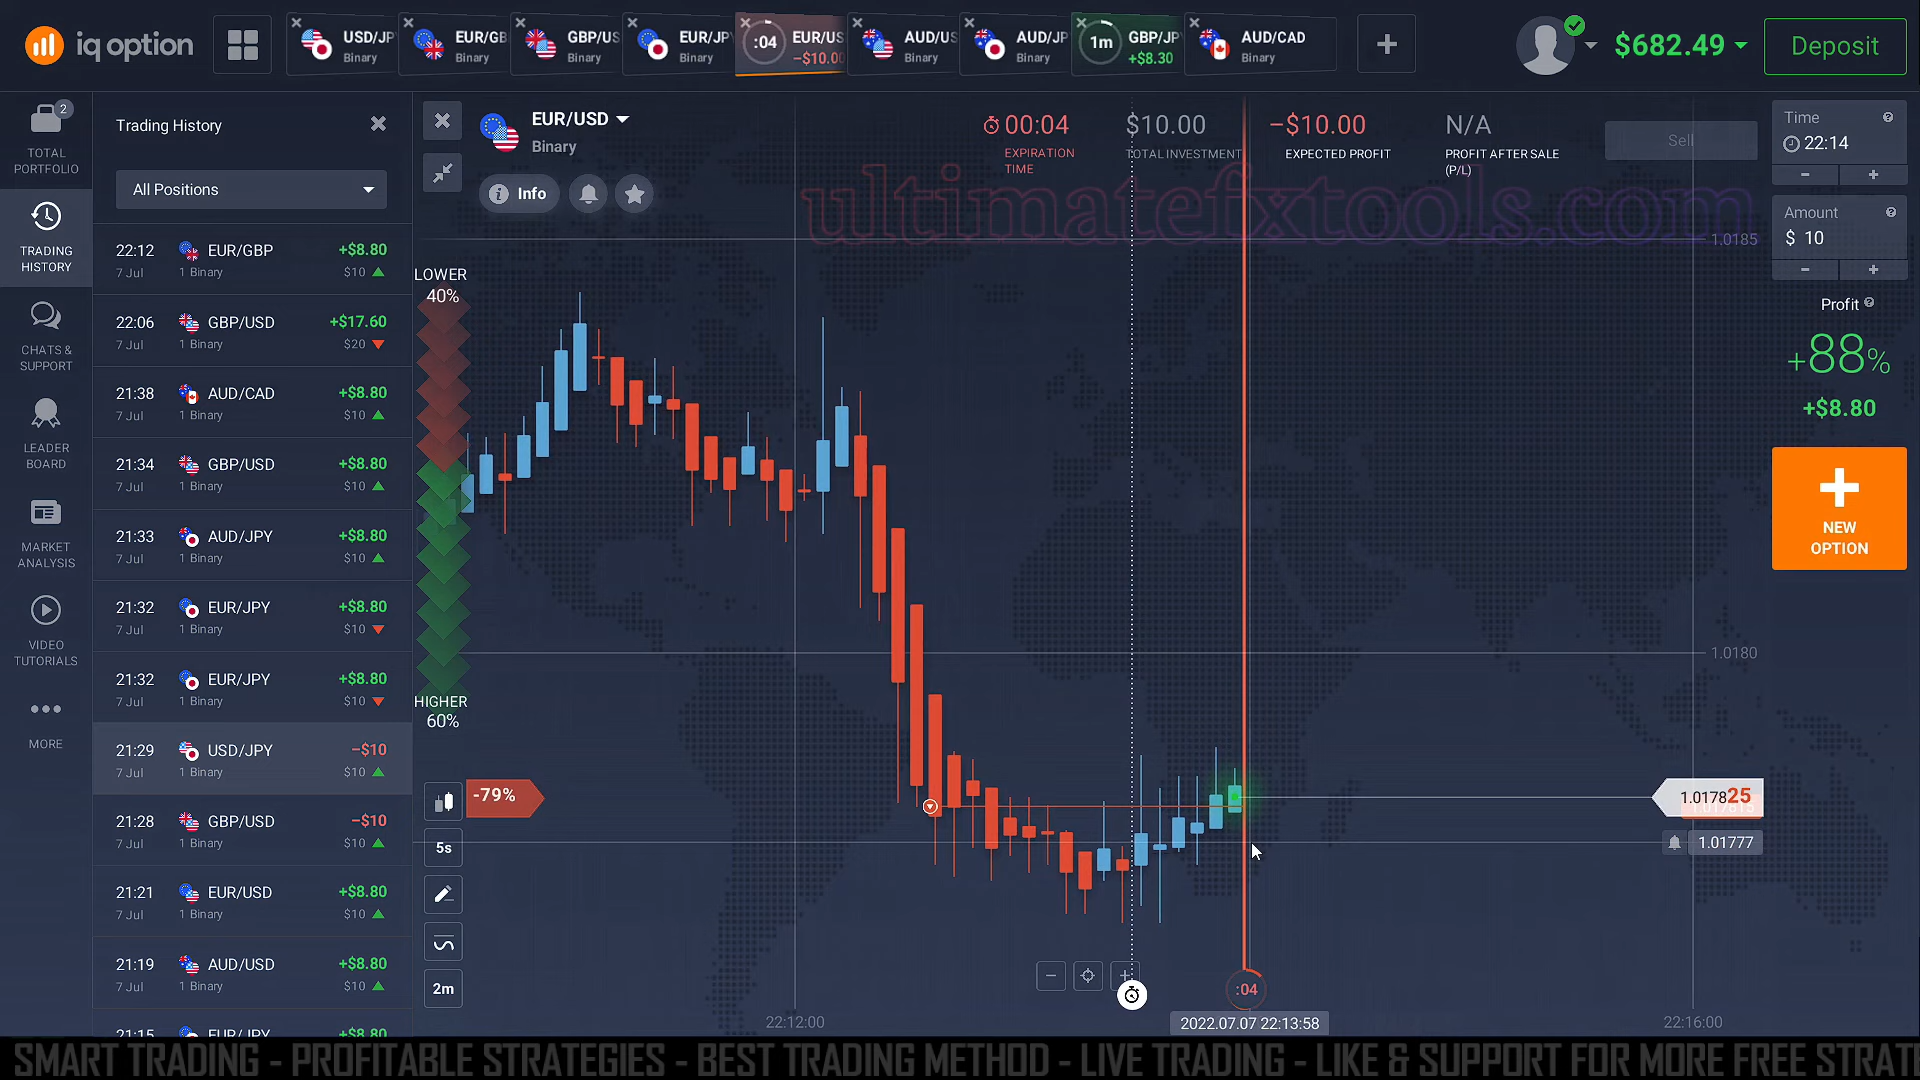 iq option
USD/JP
Binary
EUR/GB
Binary
GBP/US
Binary
EUR/JP
Binary
:04
EUR/US
−$10.00
AUD/US
Binary
AUD/JP
Binary
1m
GBP/JP
+$8.30
AUD/CAD
Binary
+
$682.49
Deposit
2
TOTAL
PORTFOLIO
TRADING
HISTORY
CHATS &
SUPPORT
LEADER
BOARD
MARKET
ANALYSIS
VIDEO
TUTORIALS
MORE
Trading History
All Positions
22:12 EUR/GBP +$8.80
7 Jul 1 Binary $10
22:06 GBP/USD +$17.60
7 Jul 1 Binary $20
21:38 AUD/CAD +$8.80
7 Jul 1 Binary $10
21:34 GBP/USD +$8.80
7 Jul 1 Binary $10
21:33 AUD/JPY +$8.80
7 Jul 1 Binary $10
21:32 EUR/JPY +$8.80
7 Jul 1 Binary $10
21:32 EUR/JPY +$8.80
7 Jul 1 Binary $10
21:29 USD/JPY −$10
7 Jul 1 Binary $10
21:28 GBP/USD −$10
7 Jul 1 Binary $10
21:21 EUR/USD +$8.80
7 Jul 1 Binary $10
21:19 AUD/USD +$8.80
7 Jul 1 Binary $10
21:15 EUR/JPY +$8.80
EUR/USD
Binary
Info
00:04
EXPIRATION
TIME
$10.00
TOTAL INVESTMENT
−$10.00
EXPECTED PROFIT
N/A
PROFIT AFTER SALE
(P/L)
Sell
ultimatefxtools.com
LOWER
40%
HIGHER
60%
-79%
5s
2m
1.0185
1.0180
1.017825
1.01777
:04
22:12:00
2022.07.07 22:13:58
22:16:00
Time
22:14
− +
Amount
$ 10
− +
Profit
+88%
+$8.80
NEW
OPTION
SMART TRADING - PROFITABLE STRATEGIES - BEST TRADING METHOD - LIVE TRADING - LIKE & SUPPORT FOR MORE FREE STRATE